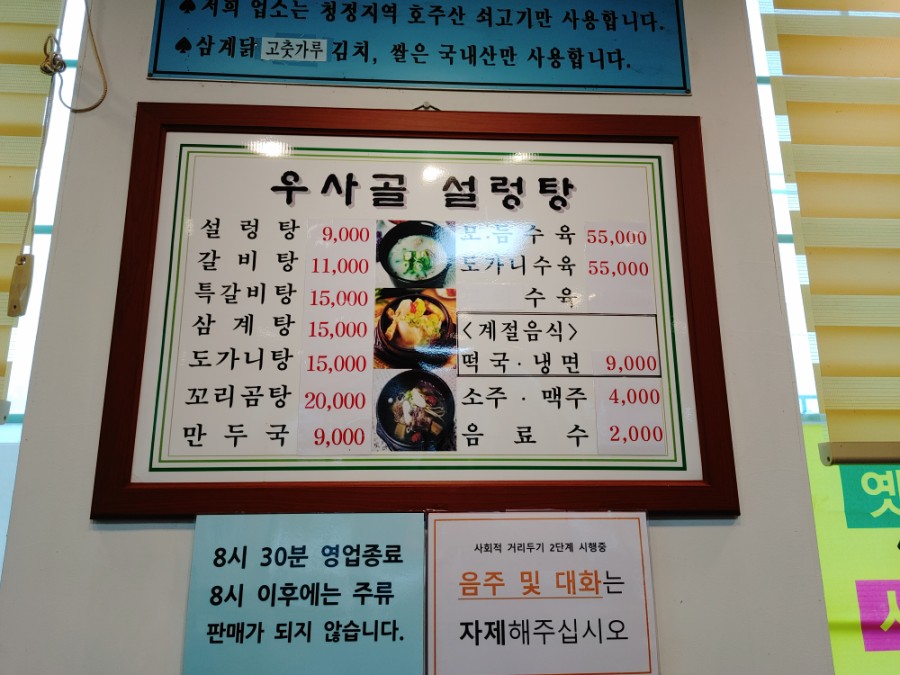 ♠저희 업소는 청정지역 호주산 쇠고기만 사용합니다.
♠삼계닭 고춧가루 김치, 쌀은 국내산만 사용합니다.
우사골 설렁탕
설렁탕 9,000
갈비탕 11,000
특갈비탕 15,000
삼계탕 15,000
도가니탕 15,000
꼬리곰탕 20,000
만두국 9,000
모듬수육 55,000
도가니수육 55,000
수육
<계절음식>
떡국·냉면 9,000
소주·맥주 4,000
음료수 2,000
8시 30분 영업종료
8시 이후에는 주류
판매가 되지 않습니다.
사회적 거리두기 2단계 시행중
음주 및 대화는
자제해주십시오
옛